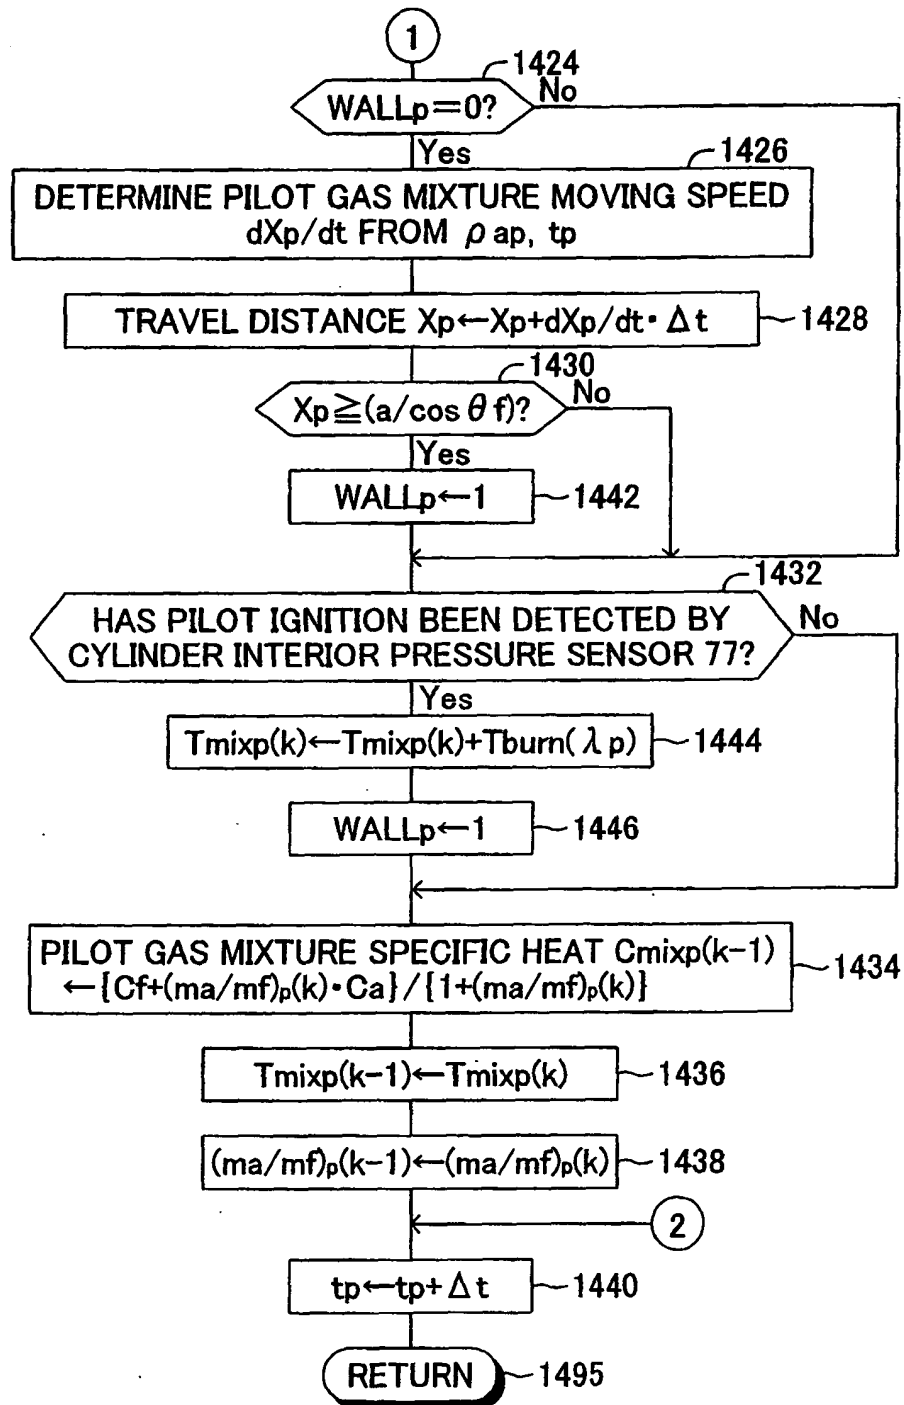 1
1424
WALLp=0?
No
Yes
1426
DETERMINE PILOT GAS MIXTURE MOVING SPEED
dXp/dt FROM ρap, tp
TRAVEL DISTANCE Xp←Xp+dXp/dt・Δt
1428
1430
Xp≧(a/cos θf)?
No
Yes
WALLp←1
1442
1432
HAS PILOT IGNITION BEEN DETECTED BY
CYLINDER INTERIOR PRESSURE SENSOR 77?
No
Yes
Tmixp(k)←Tmixp(k)+Tburn(λp)
1444
WALLp←1
1446
PILOT GAS MIXTURE SPECIFIC HEAT Cmixp(k-1)
←{Cf+(ma/mf)p(k)・Ca}/{1+(ma/mf)p(k)}
1434
Tmixp(k-1)←Tmixp(k)
1436
(ma/mf)p(k-1)←(ma/mf)p(k)
1438
2
tp←tp+Δt
1440
RETURN
1495